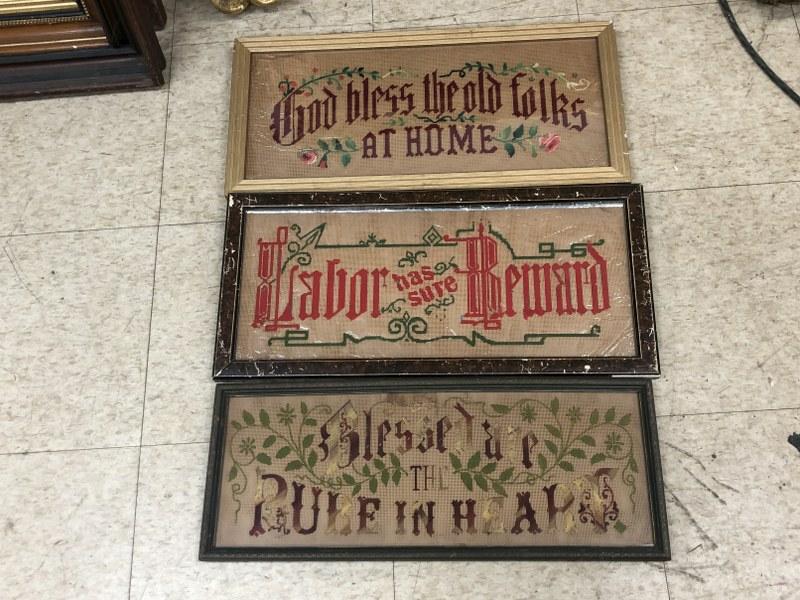 God bless the old folks
AT HOME
Labor has sure Reward
Blessed are
THE
PURE IN HEART